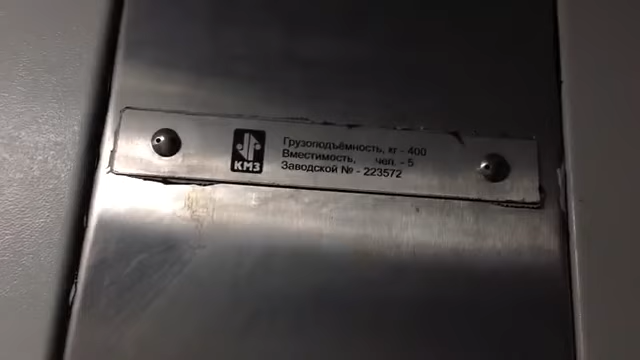 КМЗ
Грузоподъёмность, кг - 400
Вместимость, чел. - 5
Заводской № - 223572